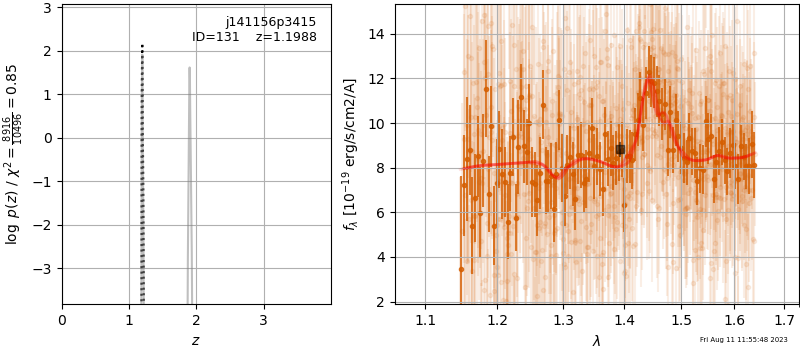 j141156p3415
ID=131 z=1.1988
log p(z) / χ² = 8916/10496 = 0.85
3
2
1
0
−1
−2
−3
0 1 2 3
z
f_λ [10⁻¹⁹ erg/s/cm2/A]
14
12
10
8
6
4
2
1.1 1.2 1.3 1.4 1.5 1.6 1.7
λ
Fri Aug 11 11:55:48 2023